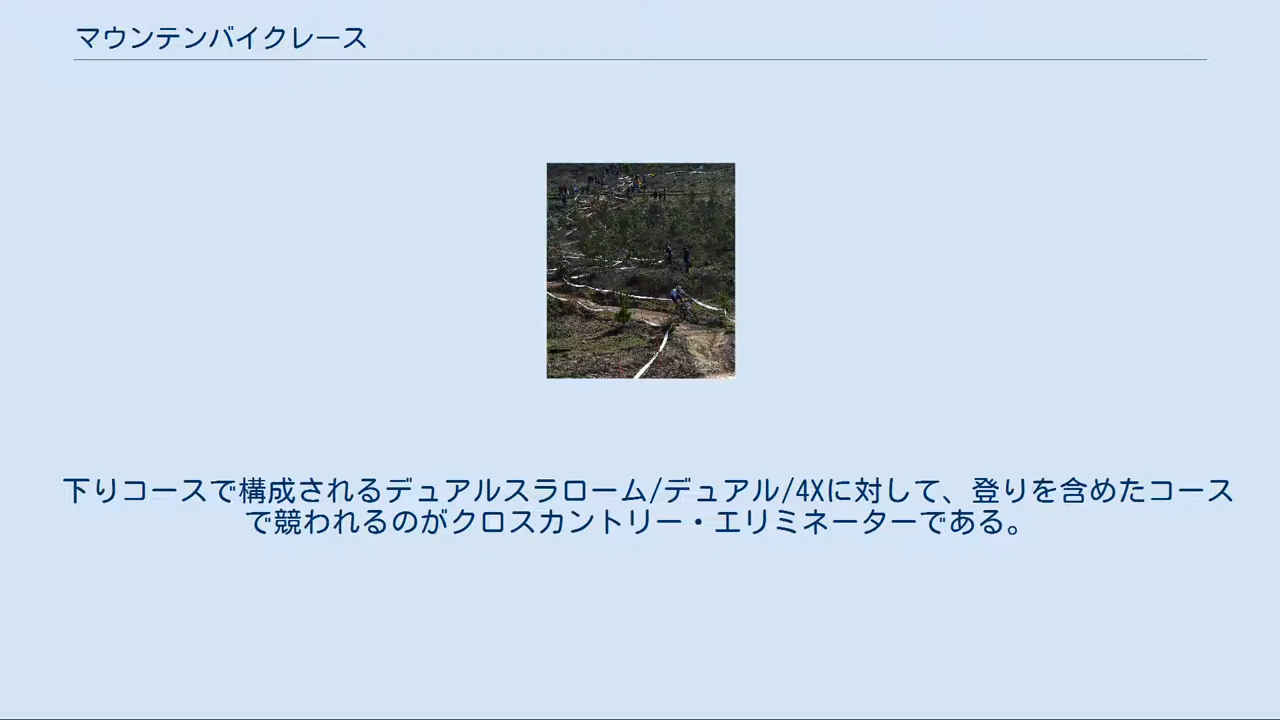 マウンテンバイクレース
下りコースで構成されるデュアルスラローム/デュアル/4Xに対して、登りを含めたコース
で競われるのがクロスカントリー・エリミネーターである。